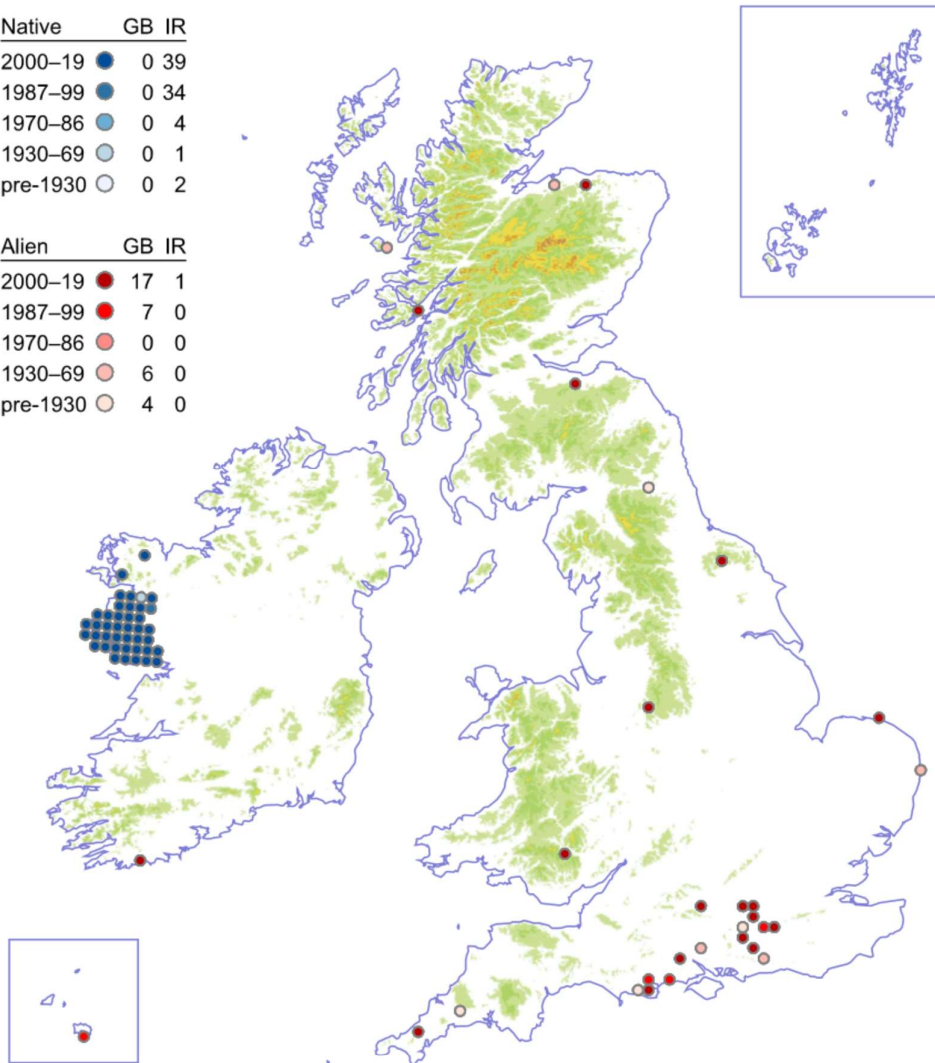 Native GB IR
2000–19 0 39
1987–99 0 34
1970–86 0 4
1930–69 0 1
pre-1930 0 2
Alien GB IR
2000–19 17 1
1987–99 7 0
1970–86 0 0
1930–69 6 0
pre-1930 4 0